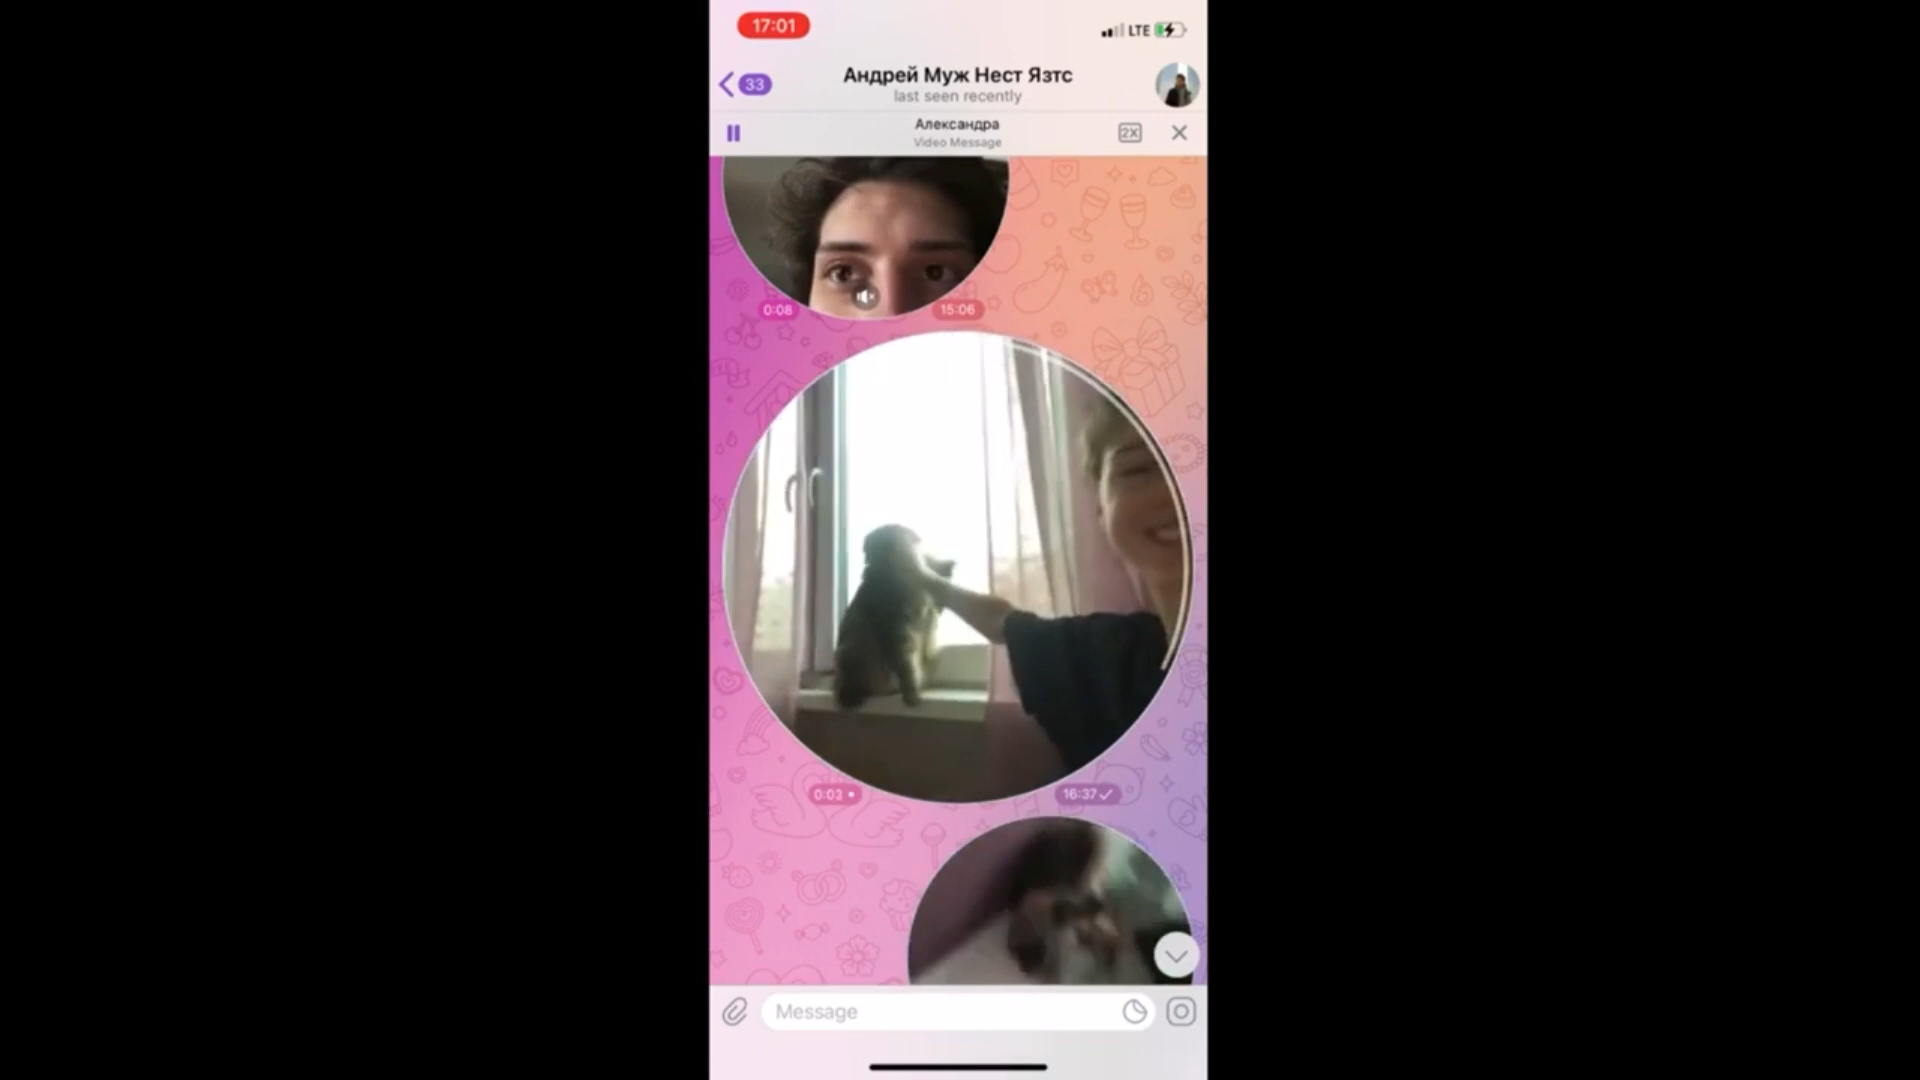 17:01
LTE
33
Андрей Муж Нест Язтс
last seen recently
Александра
Video Message
2X
0:08
15:06
0:03
16:37
Message